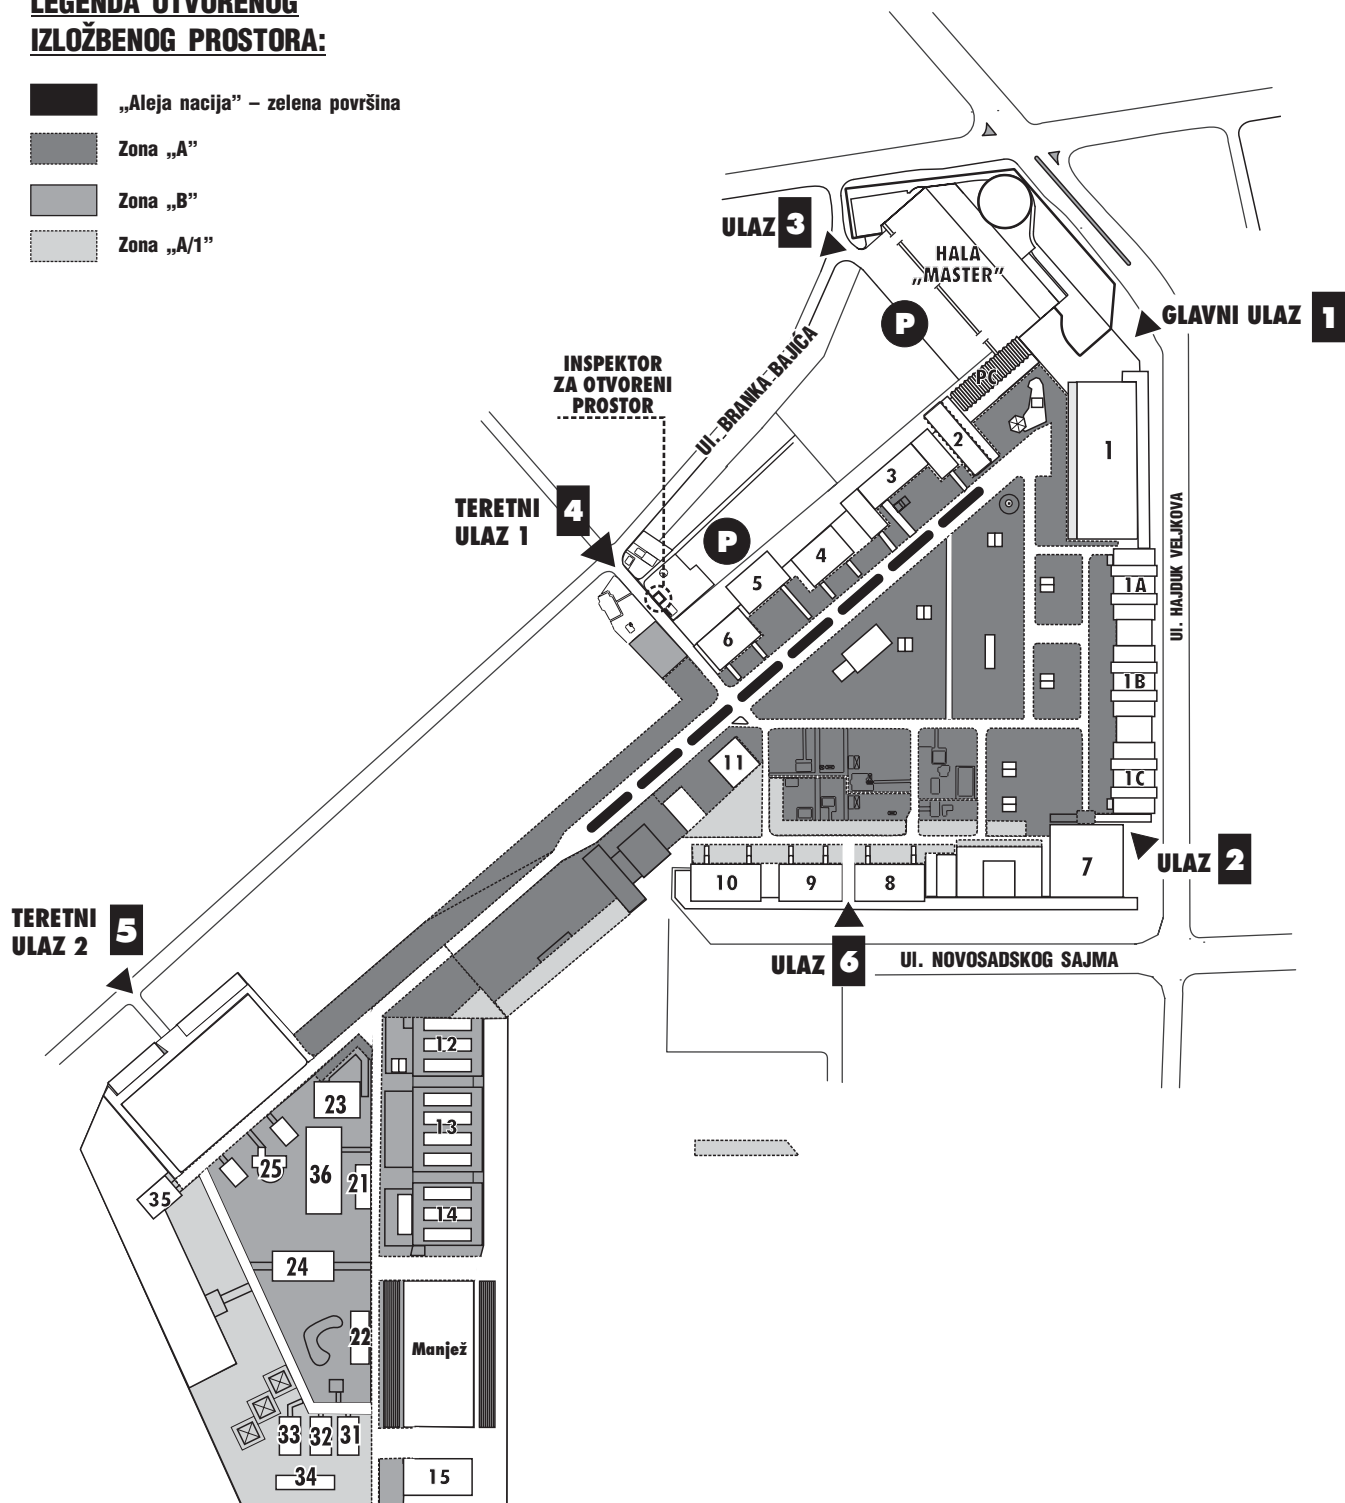 LEGENDA OTVORENOG
IZLOŽBENOG PROSTORA:
„Aleja nacija” – zelena površina
Zona „A”
Zona „B”
Zona „A/1”
ULAZ 3
HALA
„MASTER”
P
GLAVNI ULAZ 1
INSPEKTOR
ZA OTVORENI
PROSTOR
Ul. BRANKA BAJIĆA
PC
2
1
3
TERETNI
ULAZ 1
4
P
4
5
6
1A
Ul. HAJDUK VELJKOVA
1B
11
1C
7
ULAZ 2
10
9
8
TERETNI
ULAZ 2
5
ULAZ 6
Ul. NOVOSADSKOG SAJMA
12
23
13
25
36
21
35
14
24
22
Manjež
33
32
31
34
15